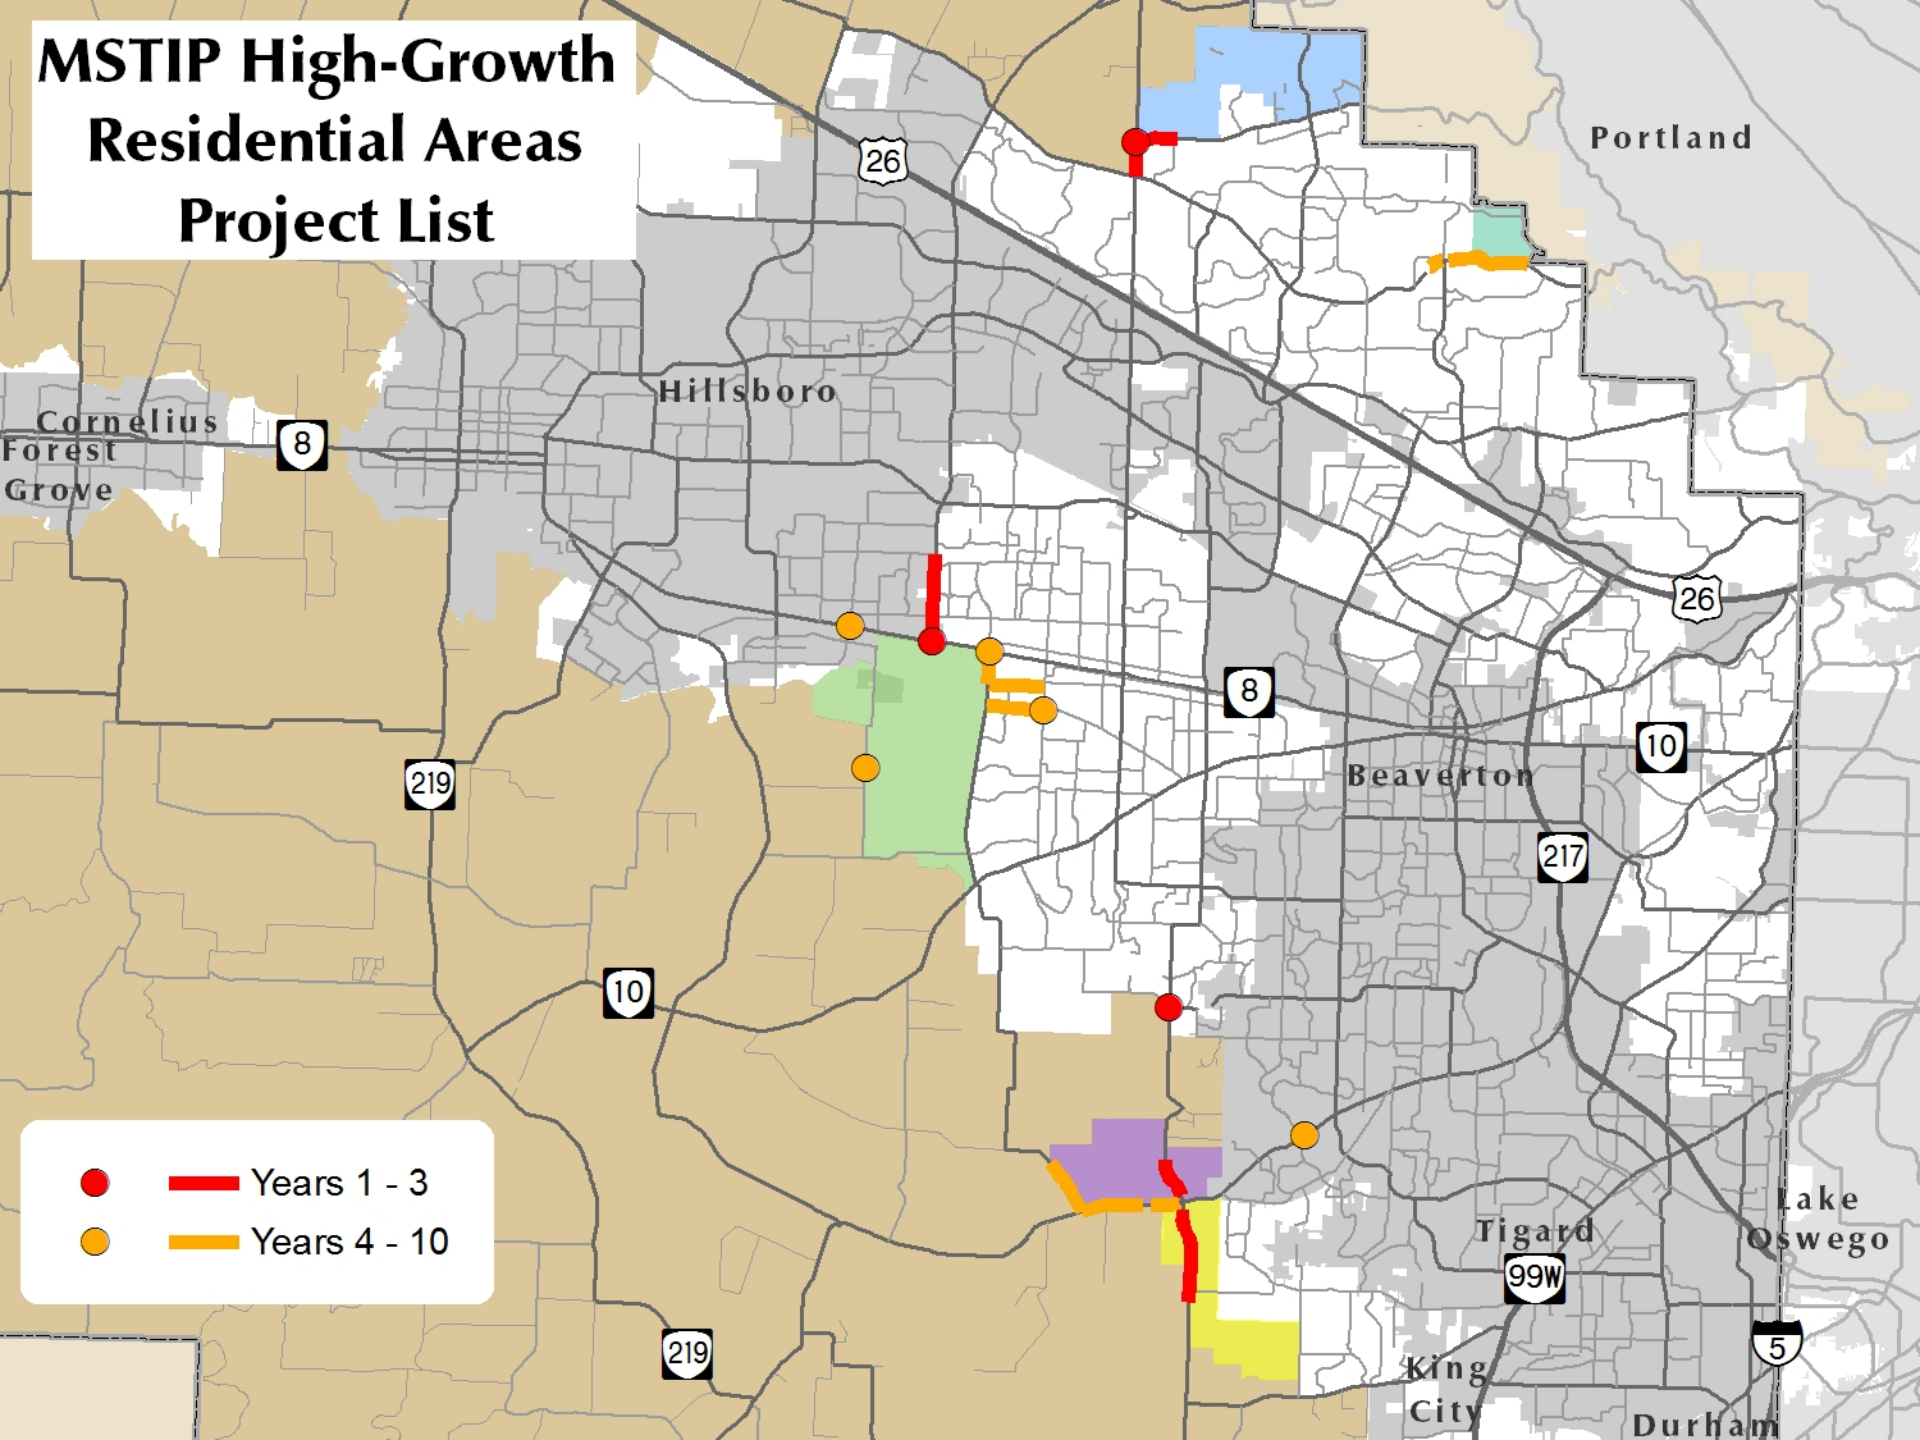 MSTIP High-Growth
Residential Areas
Project List
26
Portland
Hillsboro
Cornelius
Forest
Grove
8
26
8
10
Beaverton
219
217
10
Years 1 - 3
Years 4 - 10
Lake
Oswego
Tigard
99W
219
5
King
City
Durham